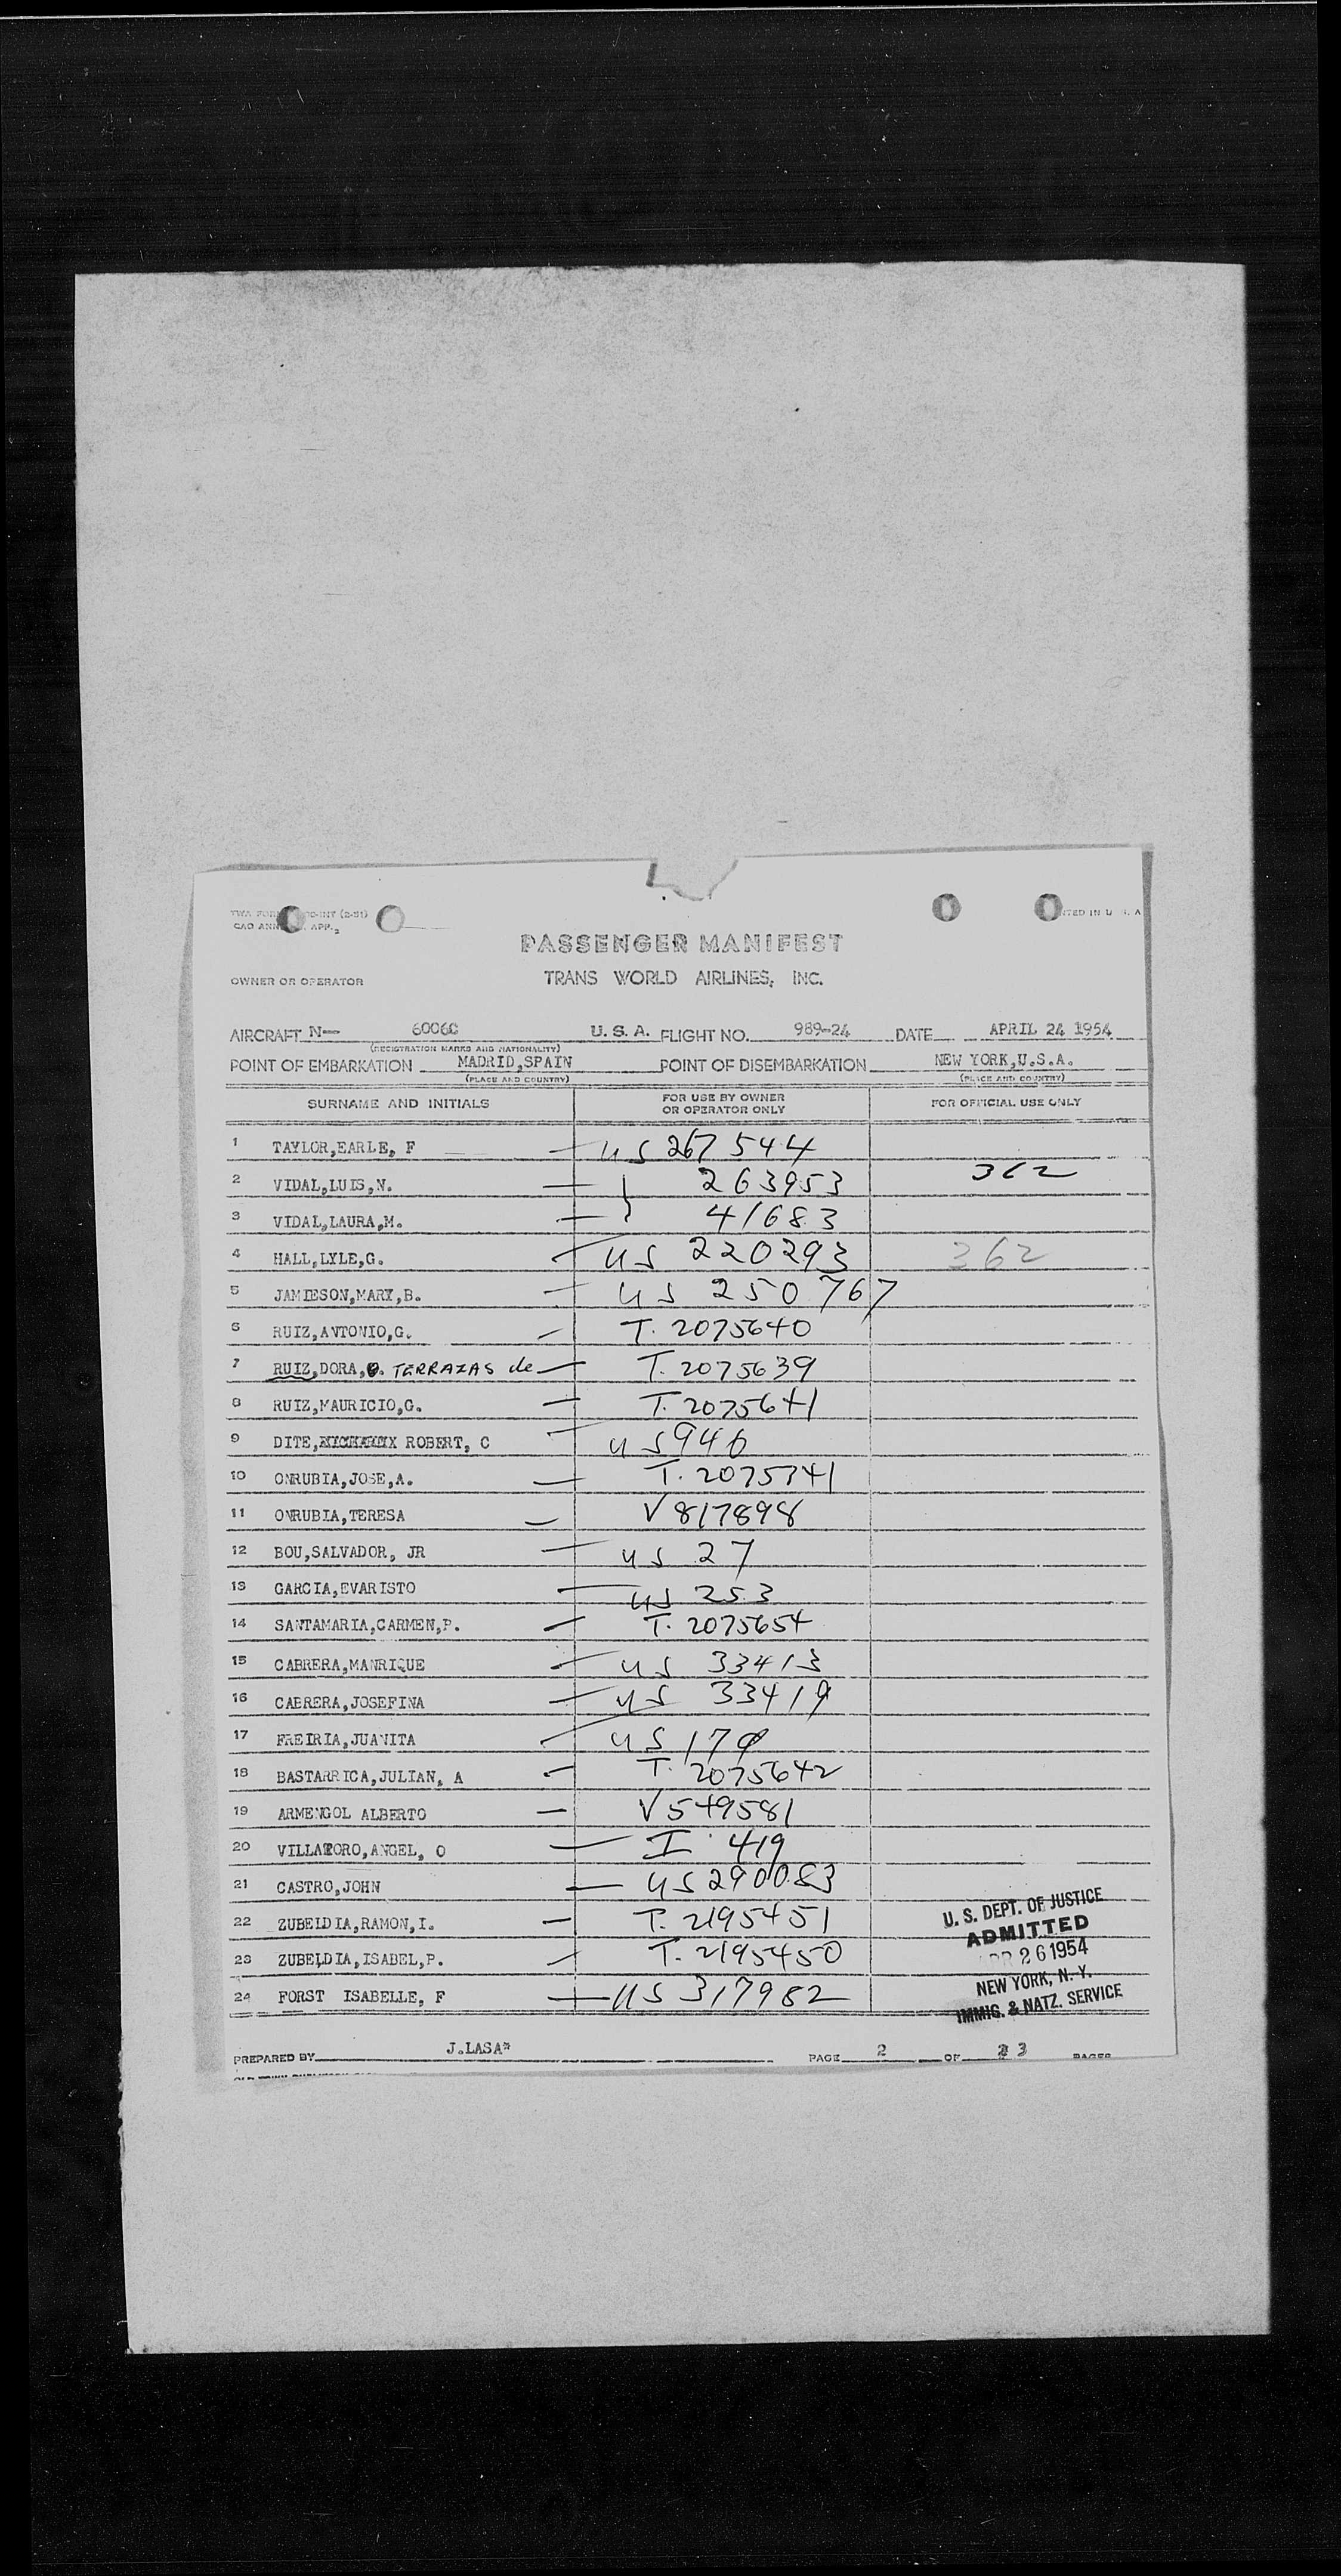 CAO ANN APP. 2
PASSENGER MANIFEST
TRANS WORLD AIRLINES, INC.
OWNER OR OPERATOR
AIRCRAFT N- 6006C U. S. A. FLIGHT NO. 989-24 DATE APRIL 24 1954
(REGISTRATION MARKS AND NATIONALITY)
POINT OF EMBARKATION MADRID,SPAIN POINT OF DISEMBARKATION NEW YORK,U.S.A.
(PLACE AND COUNTRY) (PLACE AND COUNTRY)
SURNAME AND INITIALS FOR USE BY OWNER OR OPERATOR ONLY FOR OFFICIAL USE ONLY
1 TAYLOR,EARLE, F — US 267544
2 VIDAL,LUIS,N. — 263953 362
3 VIDAL,LAURA,M. — 41683
4 HALL,LYLE,G. — US 220293 362
5 JAMIESON,MARY,B. — US 250767
6 RUIZ,ANTONIO,G. — T. 2075640
7 RUIZ,DORA, TERRAZAS de — T. 2075639
8 RUIZ,MAURICIO,G. — T. 2075641
9 DITE, ROBERT, C — US 946
10 ONRUBIA,JOSE,A. — T. 2075741
11 ONRUBIA,TERESA — V 817898
12 BOU,SALVADOR, JR — US 27
13 GARCIA,EVARISTO — US 253
14 SANTAMARIA,CARMEN,P. — T. 2075654
15 CABRERA,MANRIQUE — US 33413
16 CABRERA,JOSEFINA — US 33419
17 FREIRIA,JUANITA — US
18 BASTARRICA,JULIAN, A — T. 2075642
19 ARMENGOL ALBERTO — V 549581
20 VILLATORO,ANGEL, O — I 419
21 CASTRO,JOHN — US 290083
22 ZUBELDIA,RAMON,I. — T. 2195451
23 ZUBELDIA,ISABEL,P. — T. 2195450
24 FORST ISABELLE, F — US 317982
U. S. DEPT. OF JUSTICE
ADMITTED
26 1954
NEW YORK, N. Y.
IMMIG. & NATZ. SERVICE
PREPARED BY J.LASA* PAGE 2 OF 3 PAGES